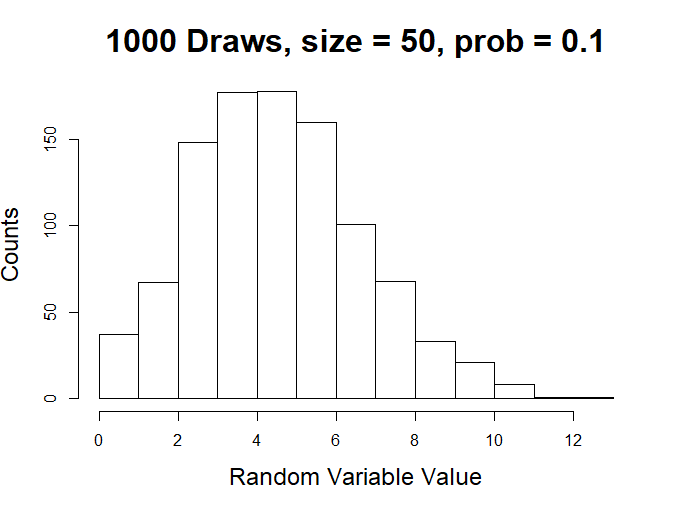 1000 Draws, size = 50, prob = 0.1
Counts
150
100
50
0
0 2 4 6 8 10 12
Random Variable Value